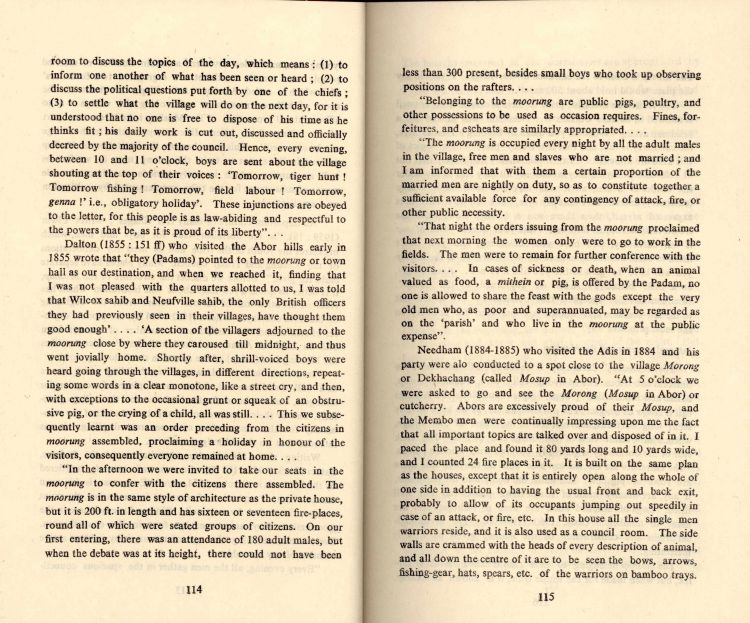 room to discuss the topics of the day, which means : (1) to
inform one another of what has been seen or heard ; (2) to
discuss the political questions put forth by one of the chiefs ;
(3) to settle what the village will do on the next day, for it is
understood that no one is free to dispose of his time as he
thinks fit ; his daily work is cut out, discussed and officially
decreed by the majority of the council. Hence, every evening,
between 10 and 11 o'clock, boys are sent about the village
shouting at the top of their voices : 'Tomorrow, tiger hunt !
Tomorrow fishing ! Tomorrow, field labour ! Tomorrow,
genna !' i.e., obligatory holiday'. These injunctions are obeyed
to the letter, for this people is as law-abiding and respectful to
the powers that be, as it is proud of its liberty". . .
Dalton (1855 : 151 ff) who visited the Abor hills early in
1855 wrote that "they (Padams) pointed to the moorung or town
hall as our destination, and when we reached it, finding that
I was not pleased with the quarters allotted to us, I was told
that Wilcox sahib and Neufville sahib, the only British officers
they had previously seen in their villages, have thought them
good enough' . . . . 'A section of the villagers adjourned to the
moorung close by where they caroused till midnight, and thus
went jovially home. Shortly after, shrill-voiced boys were
heard going through the villages, in different directions, repeat-
ing some words in a clear monotone, like a street cry, and then,
with exceptions to the occasional grunt or squeak of an obstru-
sive pig, or the crying of a child, all was still. . . . This we subse-
quently learnt was an order preceding from the citizens in
moorung assembled, proclaiming a holiday in honour of the
visitors, consequently everyone remained at home. . . .
"In the afternoon we were invited to take our seats in the
moorung to confer with the citizens there assembled. The
moorung is in the same style of architecture as the private house,
but it is 200 ft. in length and has sixteen or seventeen fire-places,
round all of which were seated groups of citizens. On our
first entering, there was an attendance of 180 adult males, but
when the debate was at its height, there could not have been
114
less than 300 present, besides small boys who took up observing
positions on the rafters. . . .
"Belonging to the moorung are public pigs, poultry, and
other possessions to be used as occasion requires. Fines, for-
feitures, and escheats are similarly appropriated. . . .
"The moorung is occupied every night by all the adult males
in the village, free men and slaves who are not married ; and
I am informed that with them a certain proportion of the
married men are nightly on duty, so as to constitute together a
sufficient available force for any contingency of attack, fire, or
other public necessity.
"That night the orders issuing from the moorung proclaimed
that next morning the women only were to go to work in the
fields. The men were to remain for further conference with the
visitors. . . . In cases of sickness or death, when an animal
valued as food, a mithein or pig, is offered by the Padam, no
one is allowed to share the feast with the gods except the very
old men who, as poor and superannuated, may be regarded as
on the 'parish' and who live in the moorung at the public
expense".
Needham (1884-1885) who visited the Adis in 1884 and his
party were alo conducted to a spot close to the village Morong
or Dekhachang (called Mosup in Abor). "At 5 o'clock we
were asked to go and see the Morong (Mosup in Abor) or
cutcherry. Abors are excessively proud of their Mosup, and
the Membo men were continually impressing upon me the fact
that all important topics are talked over and disposed of in it. I
paced the place and found it 80 yards long and 10 yards wide,
and I counted 24 fire places in it. It is built on the same plan
as the houses, except that it is entirely open along the whole of
one side in addition to having the usual front and back exit,
probably to allow of its occupants jumping out speedily in
case of an attack, or fire, etc. In this house all the single men
warriors reside, and it is also used as a council room. The side
walls are crammed with the heads of every description of animal,
and all down the centre of it are to be seen the bows, arrows,
fishing-gear, hats, spears, etc. of the warriors on bamboo trays.
115